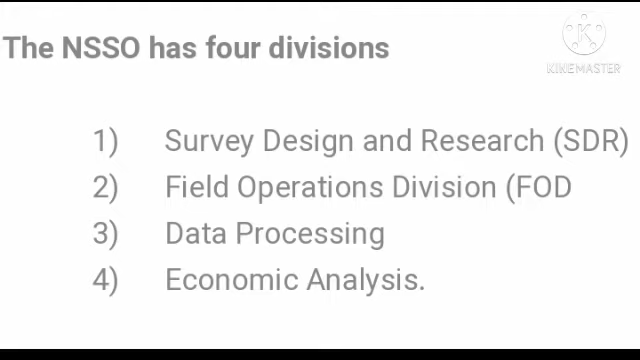 The NSSO has four divisions
KINEMASTER
1) Survey Design and Research (SDR)
2) Field Operations Division (FOD
3) Data Processing
4) Economic Analysis.